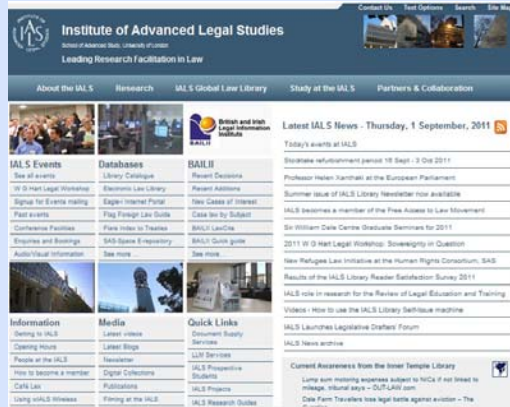 Contact Us Text Options Search Site Map
Institute of Advanced Legal Studies
School of Advanced Study, University of London
Leading Research Facilitation in Law
About the IALS Research IALS Global Law Library Study at the IALS Partners & Collaboration
IALS
BAILII
British and Irish
Legal Information
Institute
IALS Events
See all events
W G Hart Legal Workshop
Signup for Events mailing
Past events
Conference Facilities
Enquiries and Bookings
Audio/Visual Information
Databases
Library Catalogue
Electronic Law Library
Eagle-i Internet Portal
Flag Foreign Law Guide
Flare Index to Treaties
SAS-Space E-repository
See more ...
BAILII
Recent Decisions
Recent Additions
New Cases of Interest
Case law by Subject
BAILII LawCite
BAILII Quick guide
See more ...
Information
Getting to IALS
Opening Hours
People at the IALS
How to become a member
Café Lex
Using wIALS Wireless
Media
Latest videos
Latest Blogs
Newsletter
Digital Collections
Publications
Filming at the IALS
Quick Links
Document Supply
Services
LLM Services
IALS Prospective
Students
IALS Projects
IALS Research Guides
Latest IALS News - Thursday, 1 September, 2011
Today's events at IALS
Stocktake refurbishment period 16 Sept - 3 Oct 2011
Professor Helen Xanthaki at the European Parliament
Summer issue of IALS Library Newsletter now available
IALS becomes a member of the Free Access to Law Movement
Sir William Dale Centre Graduate Seminars for 2011
2011 W G Hart Legal Workshop: Sovereignty in Question
New Refugee Law Initiative at the Human Rights Consortium, SAS
Results of the IALS Library Reader Satisfaction Survey 2011
IALS role in research for the Review of Legal Education and Training
Videos - How to use the IALS Library Selfissue machine
IALS Launches Legislative Drafters' Forum
IALS News archive
Current Awareness from the Inner Temple Library
Lump sum motoring expenses subject to NICs if not linked to
mileage, tribunal says – OUT-LAW.com
Dale Farm Travellers lose legal battle against eviction – The